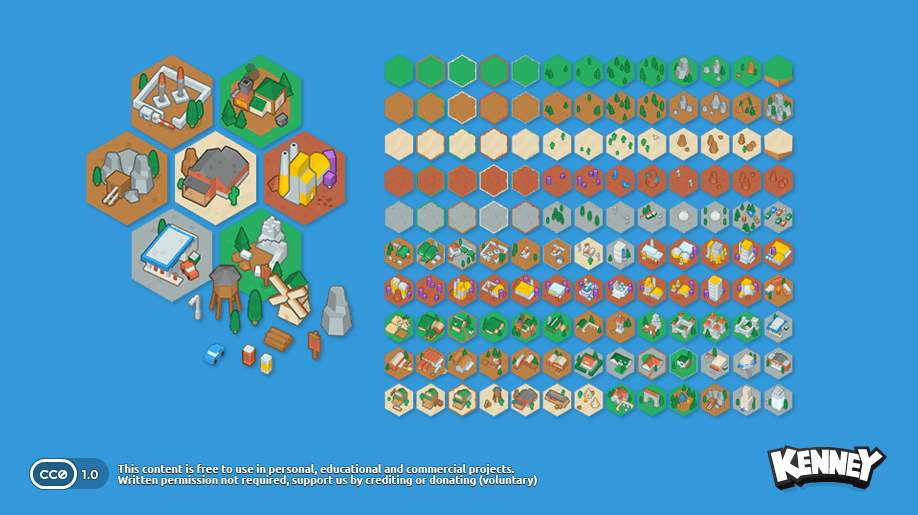 CC0 1.0
This content is free to use in personal, educational and commercial projects.
Written permission not required, support us by crediting or donating (voluntary)
KENNEY